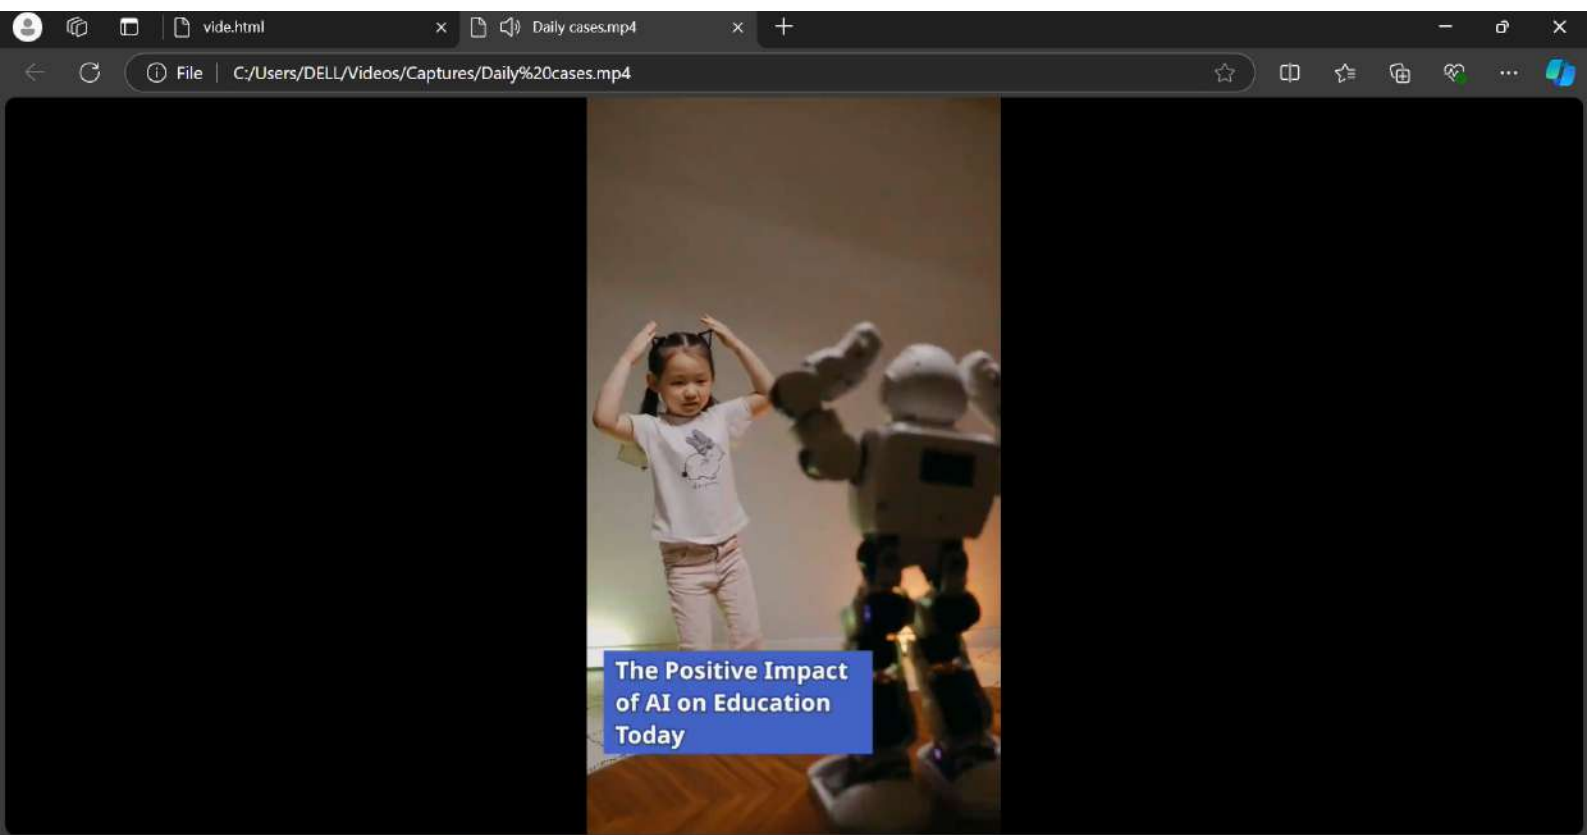 vide.html
Daily cases.mp4
File
C:/Users/DELL/Videos/Captures/Daily%20cases.mp4
The Positive Impact
of AI on Education
Today